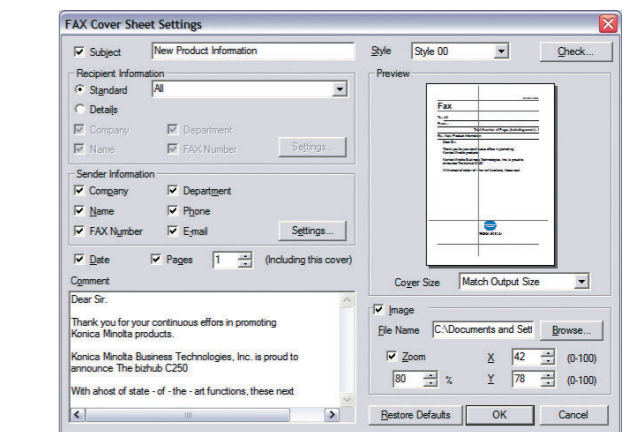 FAX Cover Sheet Settings
Subject New Product Information Style Style 00 Check...
Recipient Information
Standard All
Details
Company Department
Name FAX Number Settings...
Sender Information
Company Department
Name Phone
FAX Number E-mail Settings...
Date Pages 1 (Including this cover)
Comment
Dear Sir.
Thank you for your continuous effors in promoting
Konica Minolta products.
Konica Minolta Business Technologies, Inc. is proud to
announce The bizhub C250
With ahost of state - of - the - art functions, these next
Preview
Fax
Cover Size Match Output Size
Image
File Name C:\Documents and Sett Browse...
Zoom X 42 (0-100)
80 % Y 78 (0-100)
Restore Defaults OK Cancel